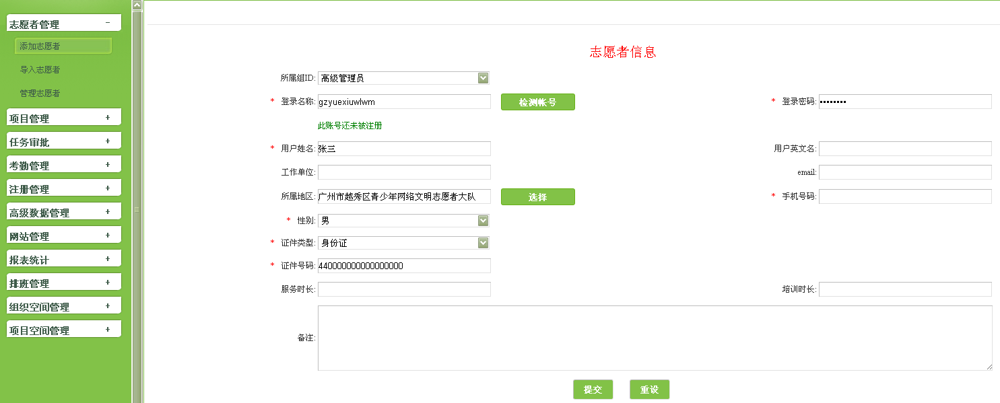 志愿者管理 -
添加志愿者
导入志愿者
管理志愿者
项目管理 +
任务审批 +
考勤管理 +
注册管理 +
高级数据管理 +
网站管理 +
报表统计 +
排班管理 +
组织空间管理 +
项目空间管理 +
志愿者信息
所属组ID: 高级管理员
* 登录名称: gzyuexiuwlwm 检测帐号 * 登录密码: ••••••••
此账号还未被注册
* 用户姓名: 张三 用户英文名:
工作单位: email:
所属地区: 广州市越秀区青少年网络文明志愿者大队 选择 * 手机号码:
* 性别: 男
* 证件类型: 身份证
* 证件号码: 440000000000000000
服务时长: 培训时长:
备注:
提交 重设